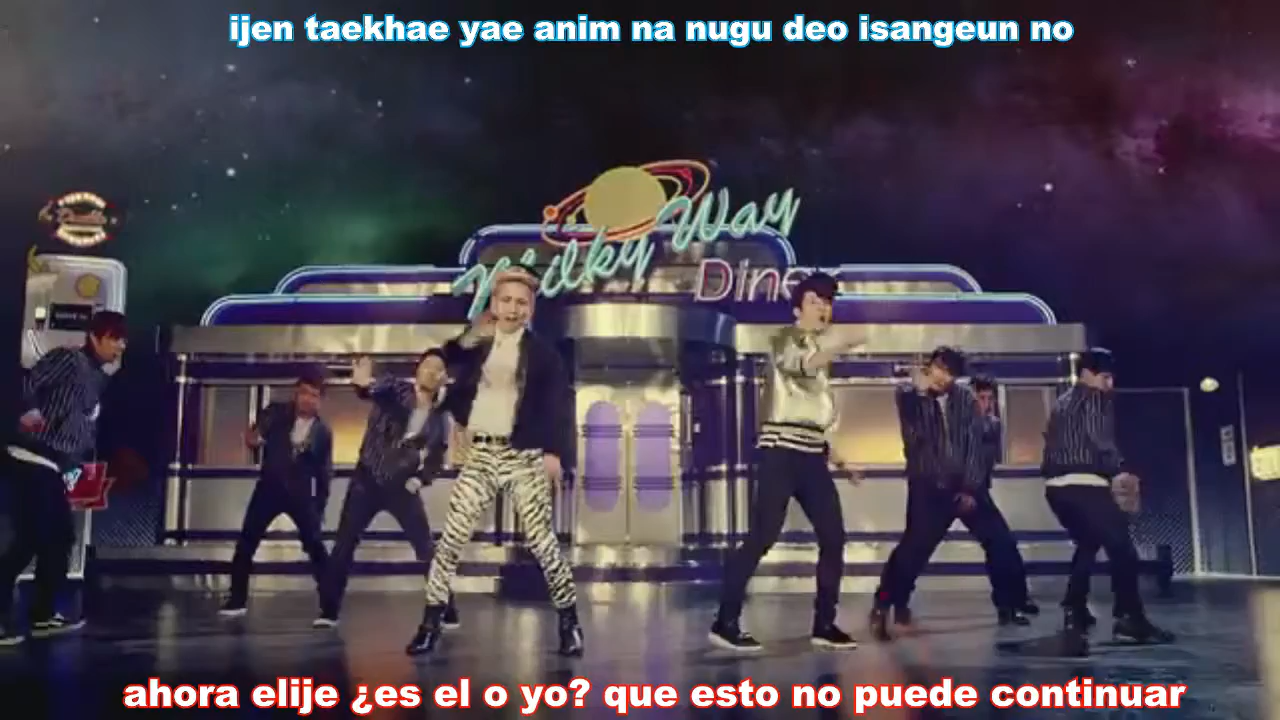 ijen taekhae yae anim na nugu deo isangeun no
Milky Way
Diner
ahora elije ¿es el o yo? que esto no puede continuar